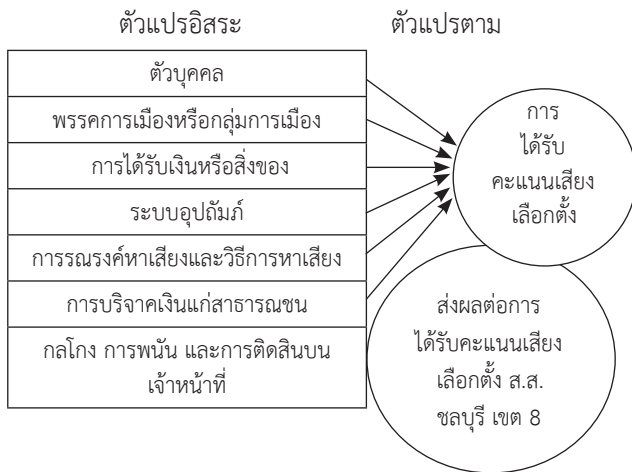 ตัวแปรอิสระ
ตัวแปรตาม
ตัวบุคคล
พรรคการเมืองหรือกลุ่มการเมือง
การได้รับเงินหรือสิ่งของ
ระบบอุปถัมภ์
การรณรงค์หาเสียงและวิธีการหาเสียง
การบริจาคเงินแก่สาธารณชน
กลโกง การพนัน และการติดสินบน
เจ้าหน้าที่
การ
ได้รับ
คะแนนเสียง
เลือกตั้ง
ส่งผลต่อการ
ได้รับคะแนนเสียง
เลือกตั้ง ส.ส.
ชลบุรี เขต 8